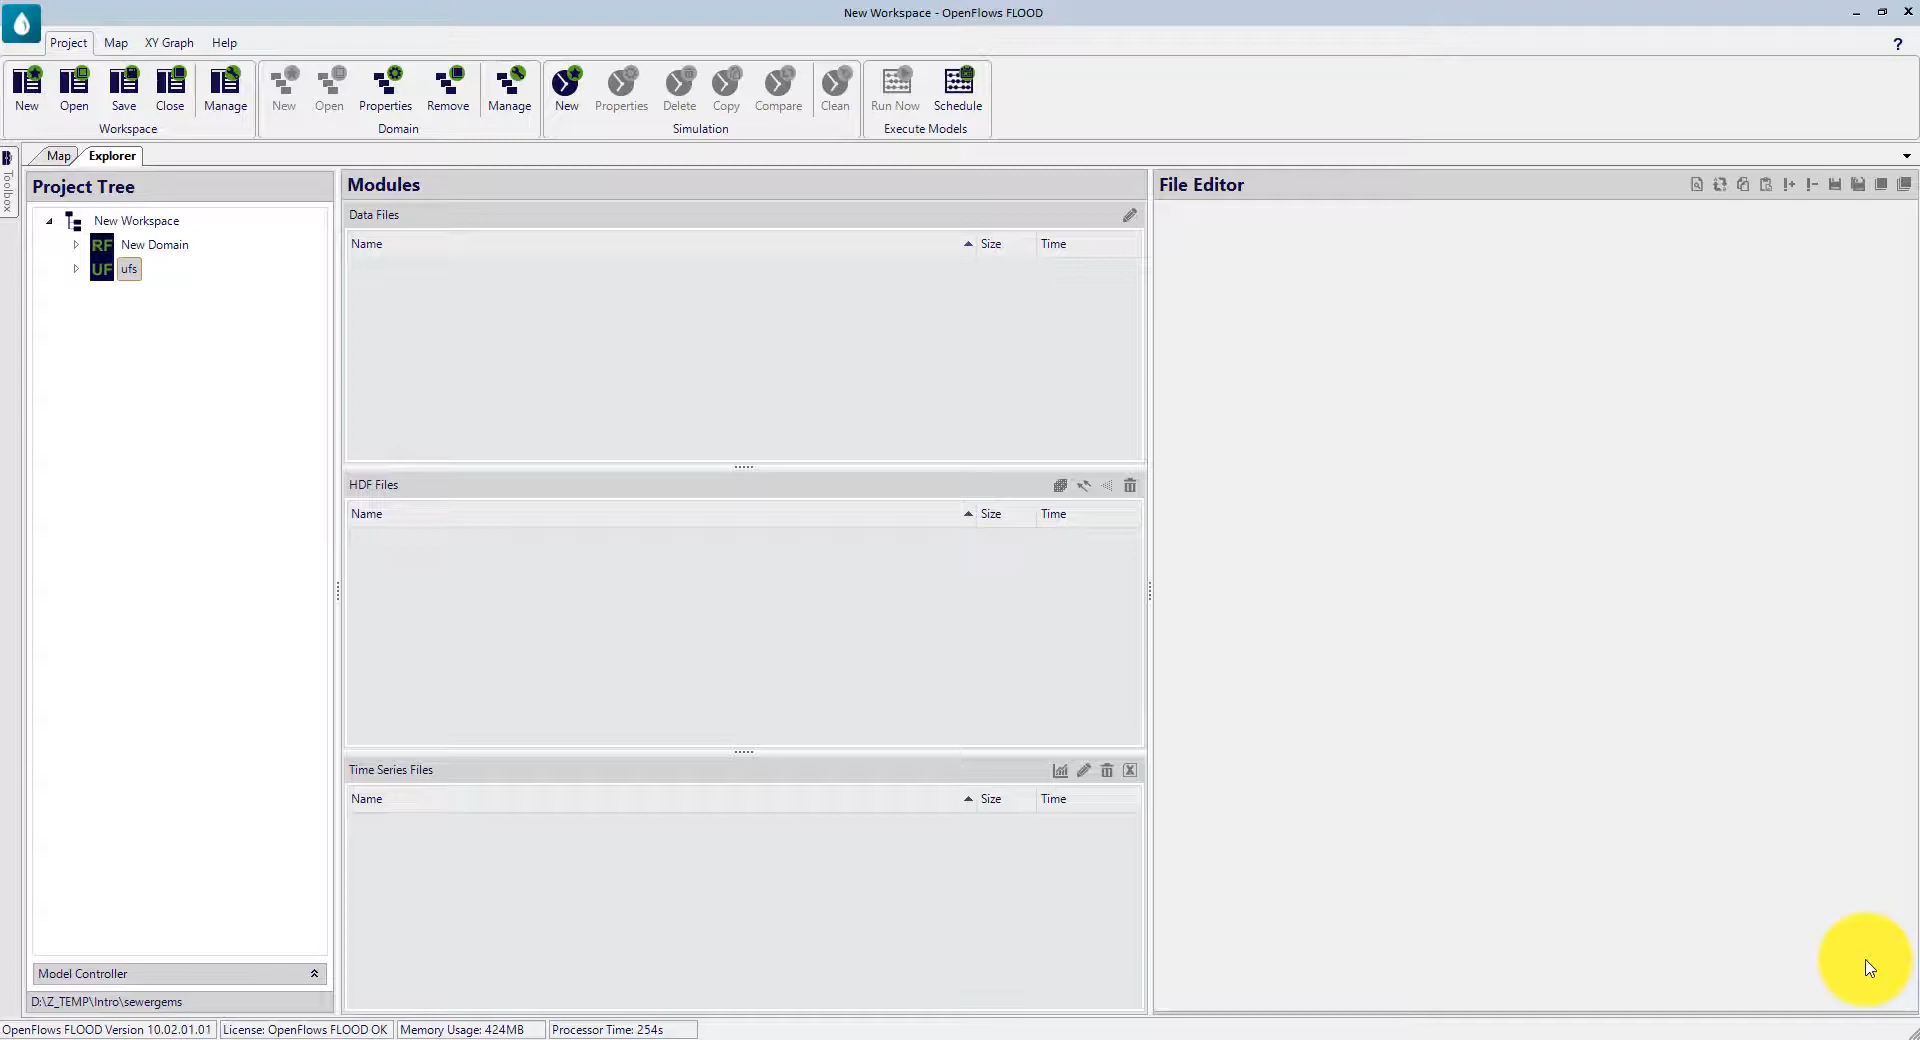 New Workspace - OpenFlows FLOOD
Project Map XY Graph Help
?
New Open Save Close Manage New Open Properties Remove Manage New Properties Delete Copy Compare Clean Run Now Schedule
Workspace Domain Simulation Execute Models
Map Explorer
Toolbox
Project Tree
New Workspace
RF New Domain
UF ufs
Model Controller
D:\Z_TEMP\Intro\sewergems
Modules
Data Files
Name Size Time
HDF Files
Name Size Time
Time Series Files
Name Size Time
File Editor
OpenFlows FLOOD Version 10.02.01.01 License: OpenFlows FLOOD OK Memory Usage: 424MB Processor Time: 254s